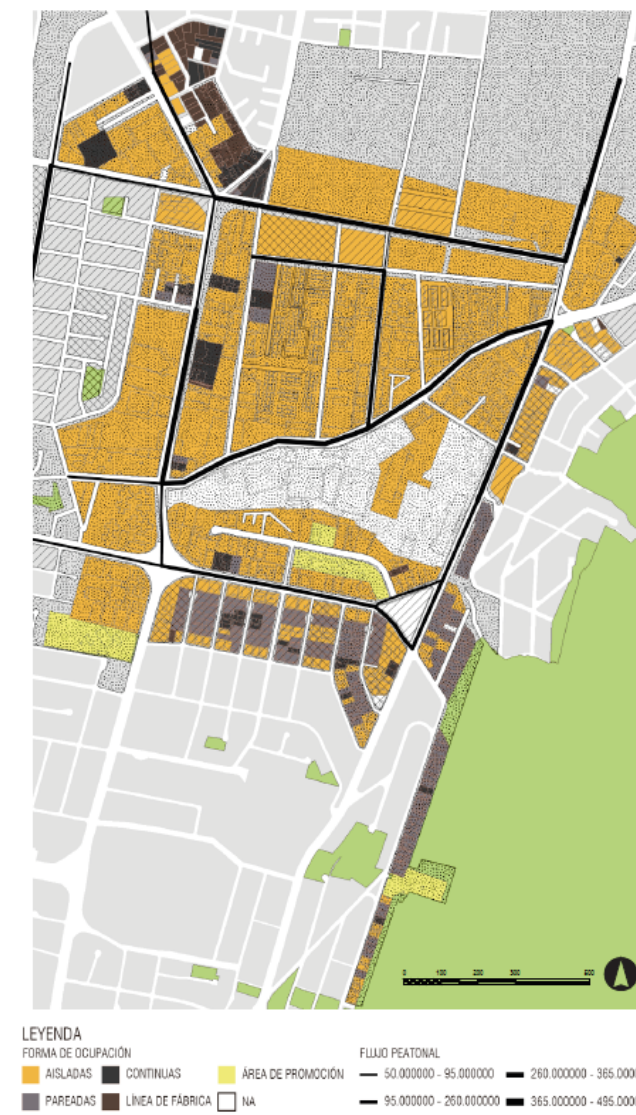 0 100 200 300 600
LEYENDA
FORMA DE OCUPACIÓN
AISLADAS CONTINUAS ÁREA DE PROMOCIÓN
PAREADAS LÍNEA DE FÁBRICA NA
FLUJO PEATONAL
50.000000 - 95.000000 260.000000 - 365.0000
95.000000 - 260.000000 365.000000 - 495.0000